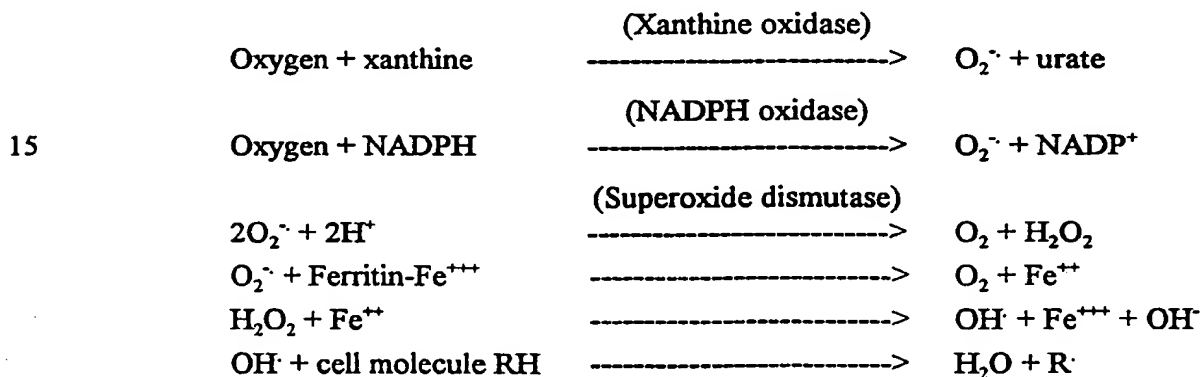 (Xanthine oxidase)
Oxygen + xanthine --------------------------> O₂⁻· + urate
(NADPH oxidase)
15 Oxygen + NADPH --------------------------> O₂⁻· + NADP⁺
(Superoxide dismutase)
2O₂⁻· + 2H⁺ --------------------------> O₂ + H₂O₂
O₂⁻· + Ferritin-Fe⁺⁺⁺ --------------------------> O₂ + Fe⁺⁺
H₂O₂ + Fe⁺⁺ --------------------------> OH· + Fe⁺⁺⁺ + OH⁻
OH· + cell molecule RH --------------------------> H₂O + R·